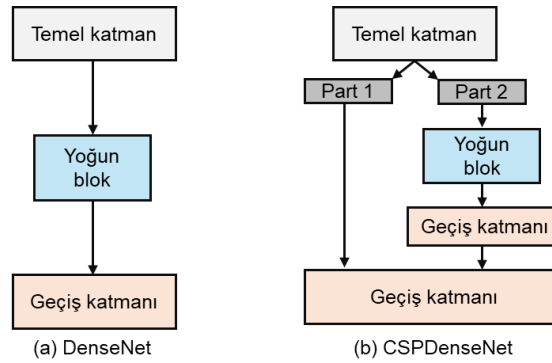 Temel katman
Yoğun
blok
Geçiş katmanı
(a) DenseNet
Temel katman
Part 1
Part 2
Yoğun
blok
Geçiş katmanı
Geçiş katmanı
(b) CSPDenseNet